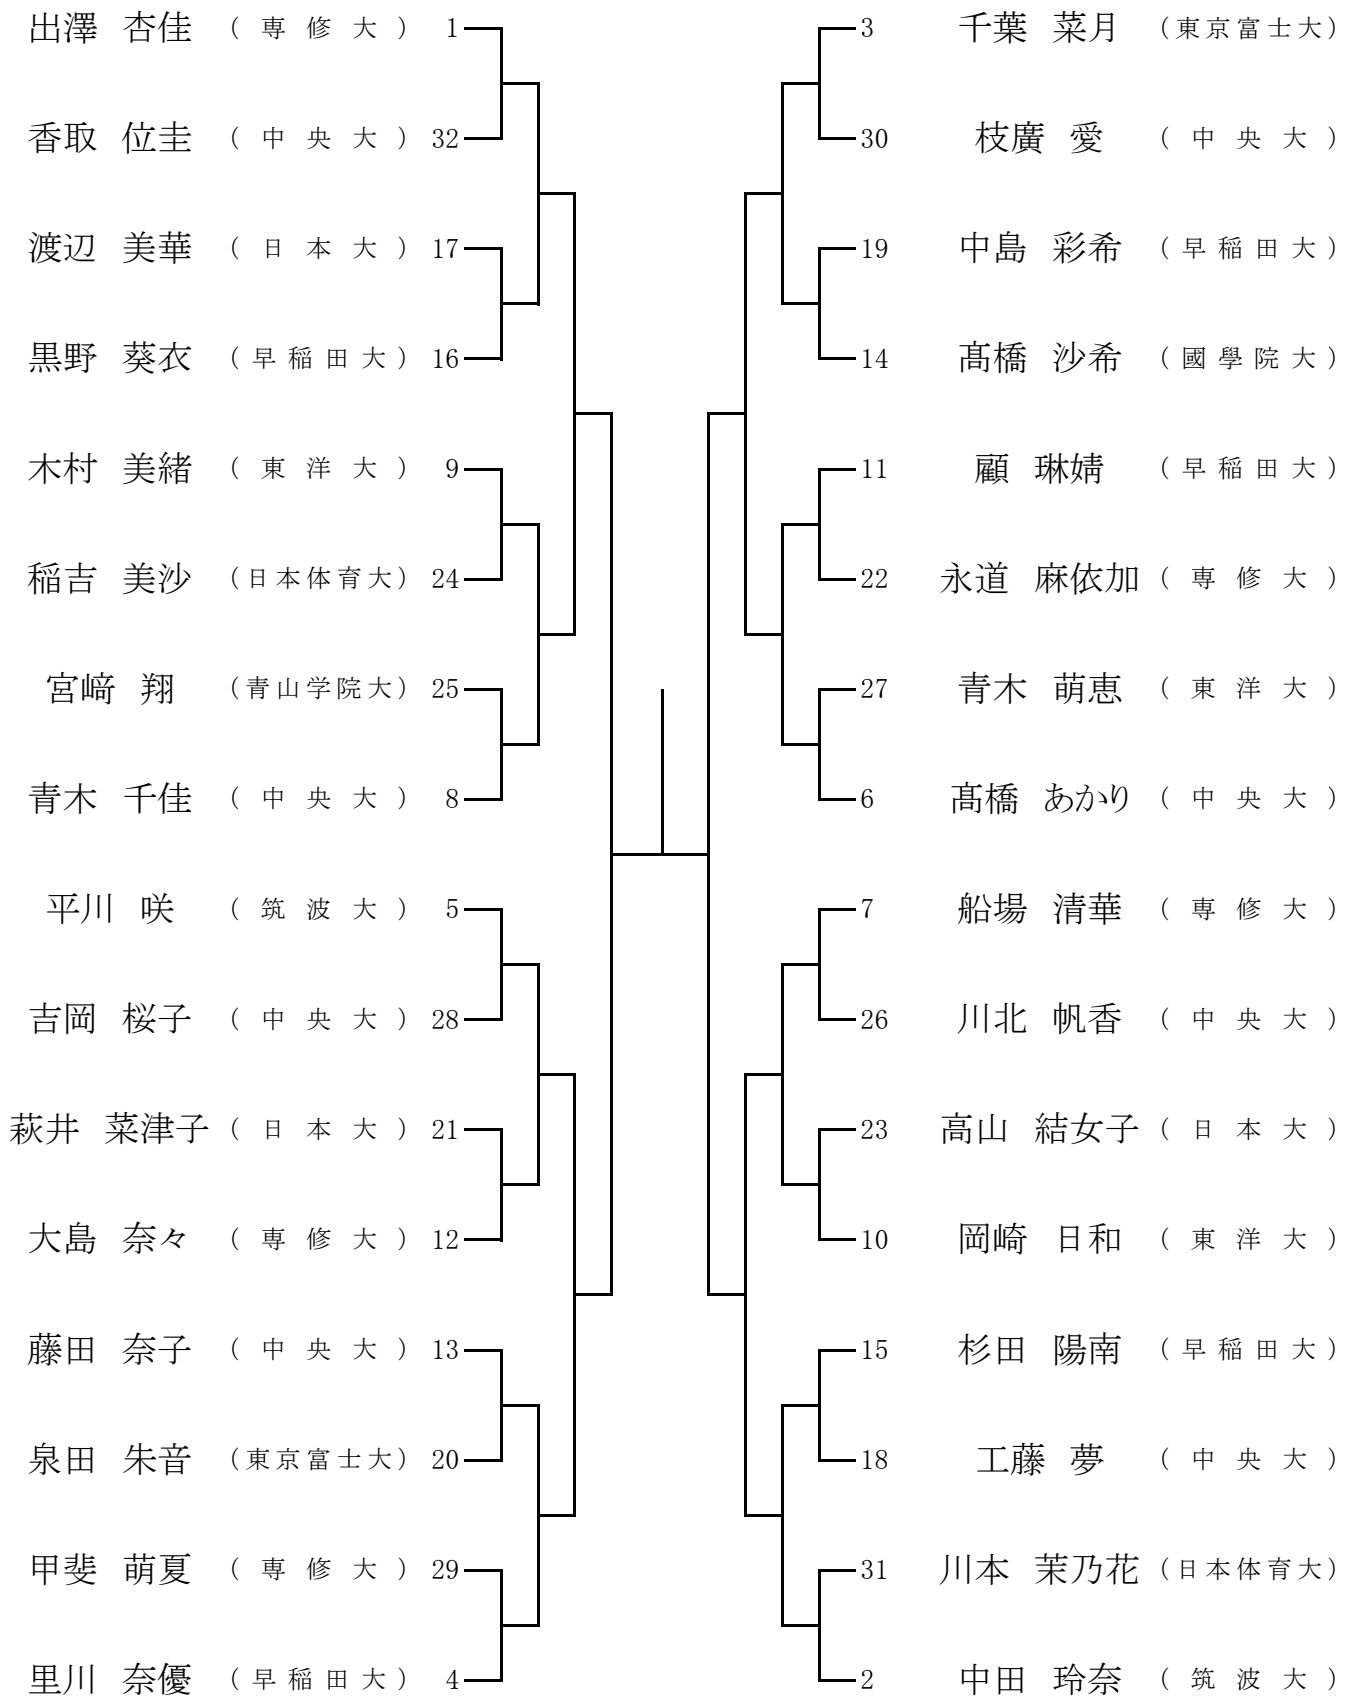 出澤 杏佳 （専修大） 1
香取 位圭 （中央大） 32
渡辺 美華 （日本大） 17
黒野 葵衣 （早稲田大） 16
木村 美緒 （東洋大） 9
稲吉 美沙 （日本体育大） 24
宮﨑 翔 （青山学院大） 25
青木 千佳 （中央大） 8
平川 咲 （筑波大） 5
吉岡 桜子 （中央大） 28
萩井 菜津子 （日本大） 21
大島 奈々 （専修大） 12
藤田 奈子 （中央大） 13
泉田 朱音 （東京富士大） 20
甲斐 萌夏 （専修大） 29
里川 奈優 （早稲田大） 4
3 千葉 菜月 （東京富士大）
30 枝廣 愛 （中央大）
19 中島 彩希 （早稲田大）
14 髙橋 沙希 （國學院大）
11 顧 琳婧 （早稲田大）
22 永道 麻依加 （専修大）
27 青木 萌恵 （東洋大）
6 髙橋 あかり （中央大）
7 船場 清華 （専修大）
26 川北 帆香 （中央大）
23 高山 結女子 （日本大）
10 岡崎 日和 （東洋大）
15 杉田 陽南 （早稲田大）
18 工藤 夢 （中央大）
31 川本 茉乃花 （日本体育大）
2 中田 玲奈 （筑波大）